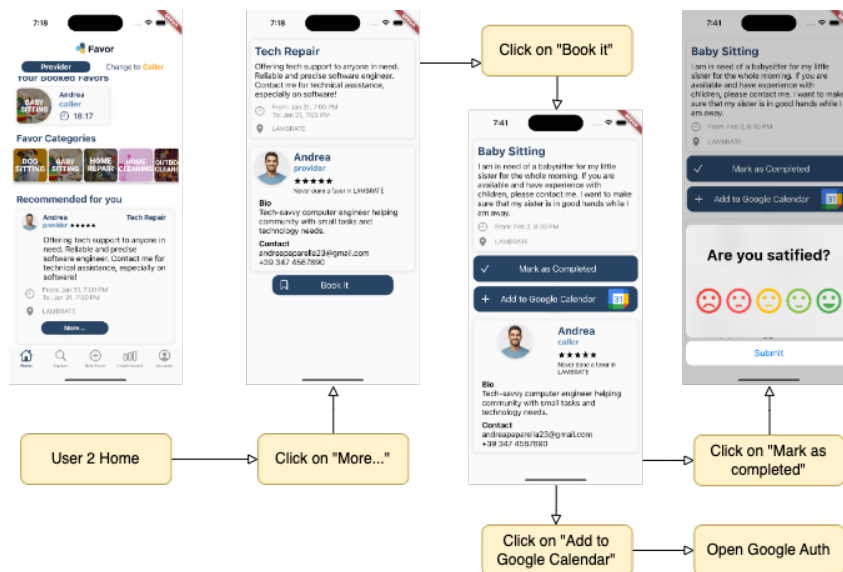 7:18
Favor
Provider
Change to Caller
Your Booked Favors
BABY
SITTING
Andrea
caller
18:17
Favor Categories
DOG
SITTING
BABY
SITTING
HOME
REPAIR
HOME
CLEANING
Recommended for you
Andrea
provider ★★★★★
Tech Repair
Offering tech support to anyone in
need. Reliable and precise
software engineer. Contact me for
technical assistance, especially on
software!
From: Jan 31, 7:00 PM
To: Jan 31, 7:00 PM
LAMBRATE
More...
Home
Explore
Account
User 2 Home
7:18
Tech Repair
Offering tech support to anyone in need.
Reliable and precise software engineer.
Contact me for technical assistance,
especially on software!
From: Jan 31, 7:00 PM
To: Jan 31, 7:00 PM
LAMBRATE
Andrea
provider
★★★★★
Never done a favor in LAMBRATE
Bio
Tech-savvy computer engineer helping
community with small tasks and
technology needs.
Contact
andreapaparella23@gmail.com
+39 347 4567890
Book it
Click on "More..."
Click on "Book it"
7:41
Baby Sitting
I am in need of a babysitter for my little
sister for the whole morning. If you are
available and have experience with
children, please contact me. I want to make
sure that my sister is in good hands while I
am away.
From: Feb 2, 8:30 PM
LAMBRATE
Mark as Completed
Add to Google Calendar
31
Andrea
caller
★★★★★
Never done a favor in
LAMBRATE
Bio
Tech-savvy computer engineer helping
community with small tasks and
technology needs.
Contact
andreapaparella23@gmail.com
+39 347 4567890
Click on "Add to
Google Calendar"
7:41
Baby Sitting
I am in need of a babysitter for my little
sister for the whole morning. If you are
available and have experience with
children, please contact me. I want to make
sure that my sister is in good hands while I
am away.
From: Feb 2, 8:30 PM
LAMBRATE
Mark as Completed
Add to Google Calendar
31
Are you satified?
Submit
Click on "Mark as
completed"
Open Google Auth